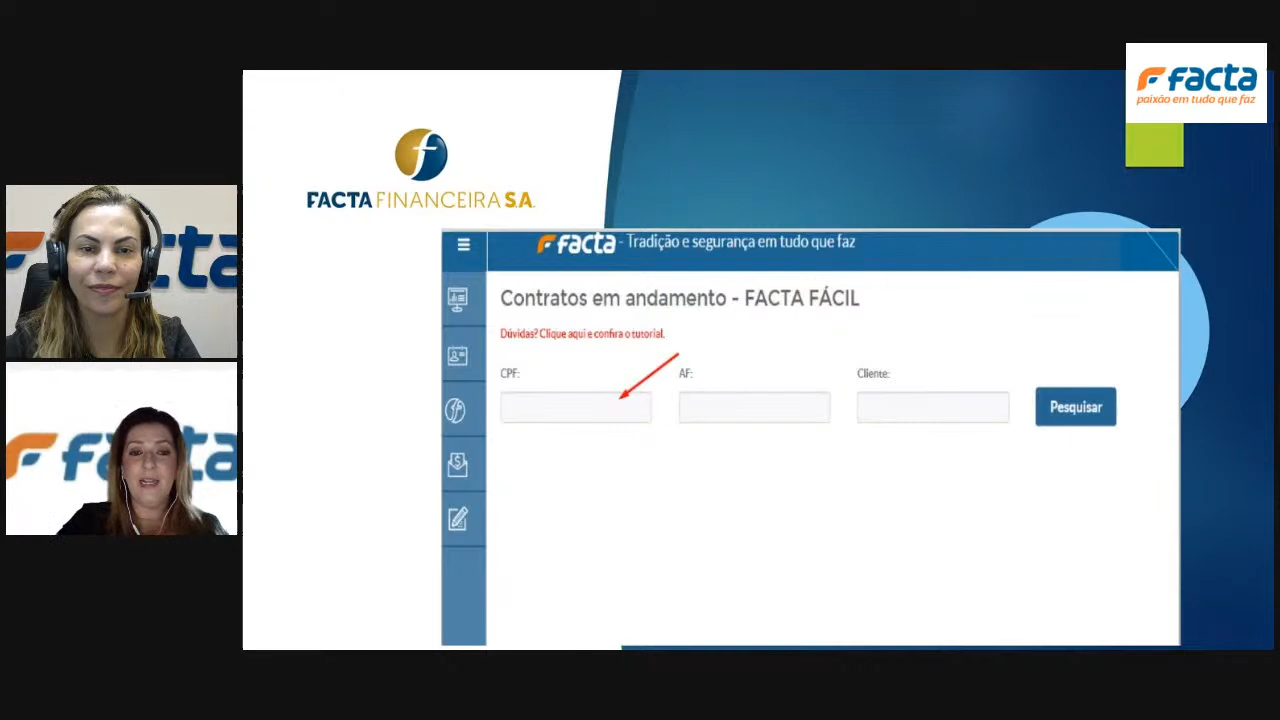 facta
paixão em tudo que faz
FACTA FINANCEIRA S.A.
facta - Tradição e segurança em tudo que faz
Contratos em andamento - FACTA FÁCIL
Dúvidas? Clique aqui e confira o tutorial.
CPF: AF: Cliente:
Pesquisar